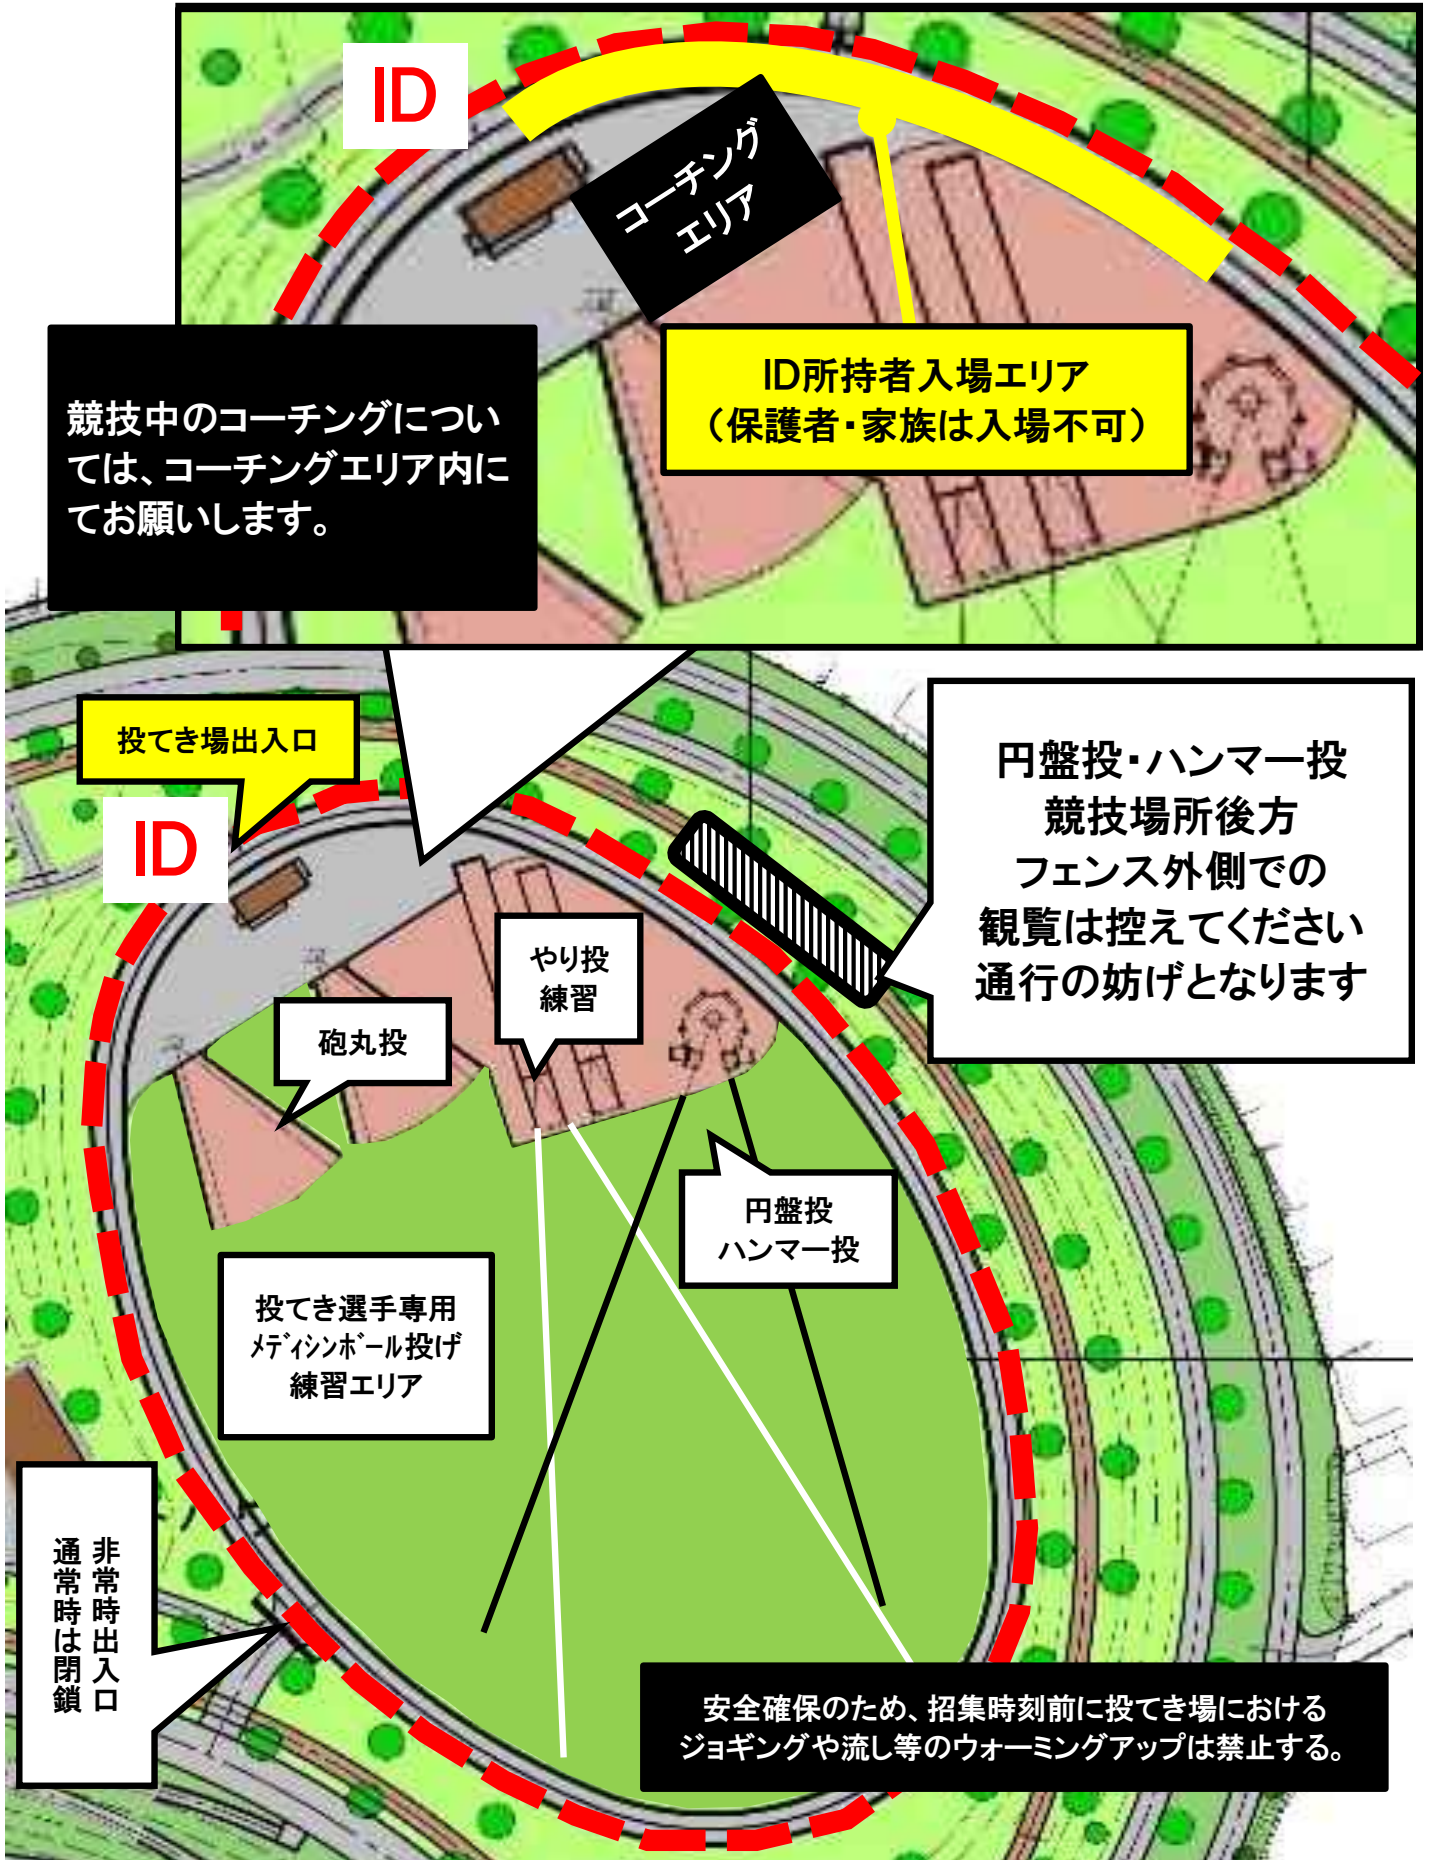 ID
コーチング
エリア
ID所持者入場エリア
（保護者・家族は入場不可）
競技中のコーチングについ
ては、コーチングエリア内に
てお願いします。
投てき場出入口
ID
円盤投・ハンマー投
競技場所後方
フェンス外側での
観覧は控えてください
通行の妨げとなります
やり投
練習
砲丸投
円盤投
ハンマー投
投てき選手専用
ﾒﾃﾞｨｼﾝﾎﾞｰﾙ投げ
練習エリア
非常時出入口
通常時は閉鎖
安全確保のため、招集時刻前に投てき場における
ジョギングや流し等のウォーミングアップは禁止する。